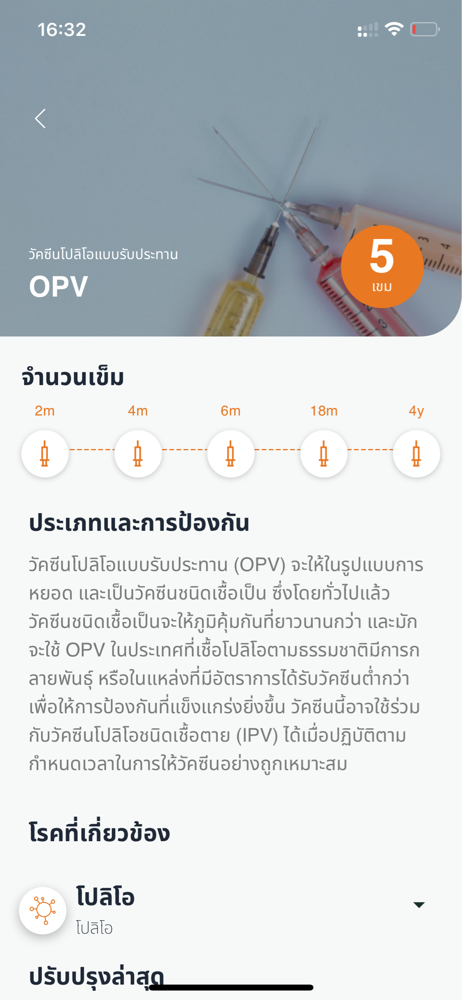 16:32
วัคซีนโปลิโอแบบรับประทาน
OPV
5
เขม
จำนวนเข็ม
2m 4m 6m 18m 4y
ประเภทและการป้องกัน
วัคซีนโปลิโอแบบรับประทาน (OPV) จะให้ในรูปแบบการ
หยอด และเป็นวัคซีนชนิดเชื้อเป็น ซึ่งโดยทั่วไปแล้ว
วัคซีนชนิดเชื้อเป็นจะให้ภูมิคุ้มกันที่ยาวนานกว่า และมัก
จะใช้ OPV ในประเทศที่เชื้อโปลิโอตามธรรมชาติมีการก
ลายพันธุ์ หรือในแหล่งที่มีอัตราการได้รับวัคซีนต่ำกว่า
เพื่อให้การป้องกันที่แข็งแกร่งยิ่งขึ้น วัคซีนนี้อาจใช้ร่วม
กับวัคซีนโปลิโอชนิดเชื้อตาย (IPV) ได้เมื่อปฏิบัติตาม
กำหนดเวลาในการให้วัคซีนอย่างถูกเหมาะสม
โรคที่เกี่ยวข้อง
โปลิโอ
โปลิโอ
ปรับปรุงล่าสุด